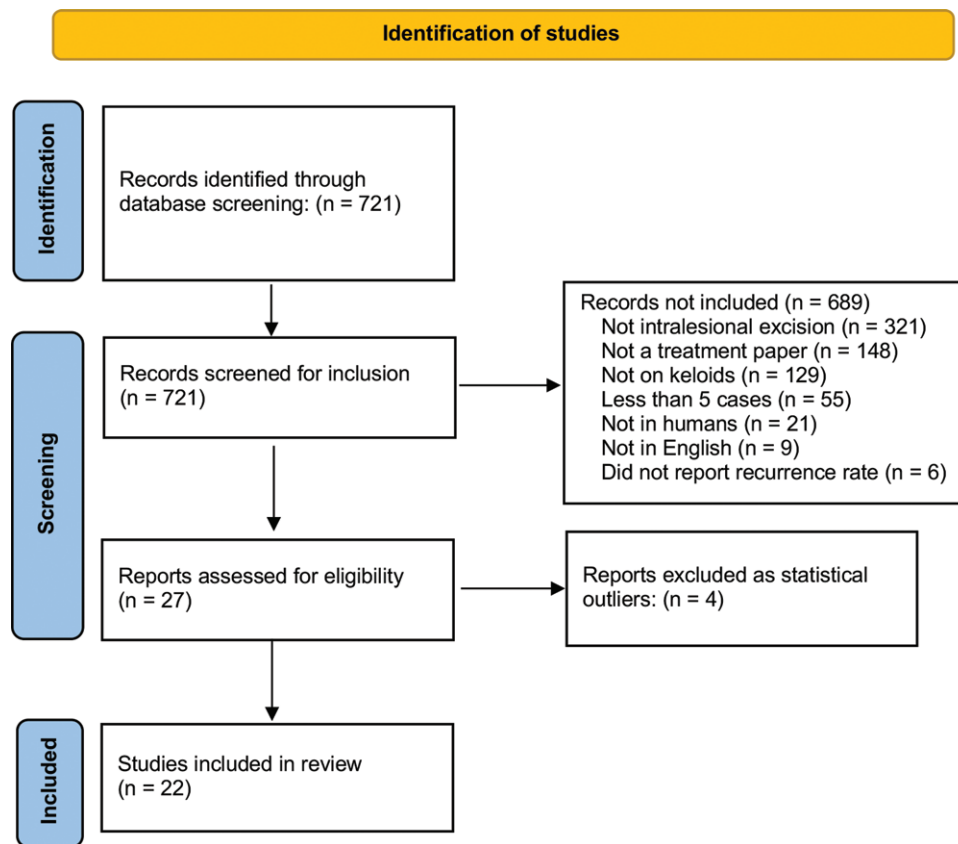 Identification of studies
Identification
Records identified through
database screening: (n = 721)
Records not included (n = 689)
Not intralesional excision (n = 321)
Not a treatment paper (n = 148)
Not on keloids (n = 129)
Less than 5 cases (n = 55)
Not in humans (n = 21)
Not in English (n = 9)
Did not report recurrence rate (n = 6)
Screening
Records screened for inclusion
(n = 721)
Reports assessed for eligibility
(n = 27)
Reports excluded as statistical
outliers: (n = 4)
Included
Studies included in review
(n = 22)